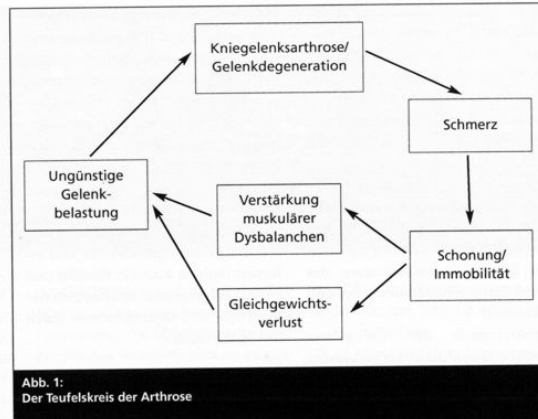 Kniegelenksarthrose/
Gelenkdegeneration
Schmerz
Schonung/
Immobilität
Verstärkung
muskulärer
Dysbalanchen
Gleichgewichts-
verlust
Ungünstige
Gelenk-
belastung
Abb. 1:
Der Teufelskreis der Arthrose